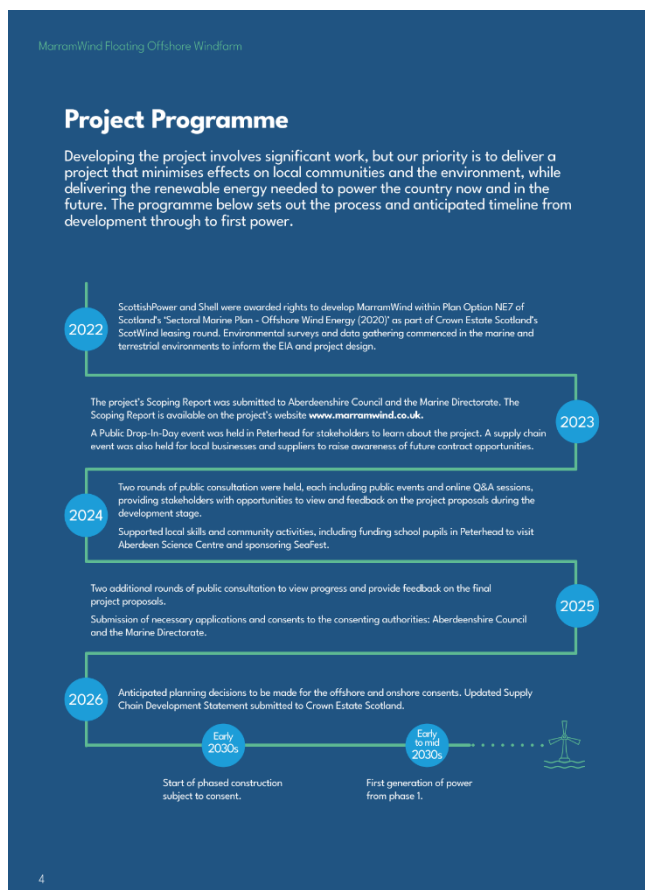 MarramWind Floating Offshore Windfarm
Project Programme
Developing the project involves significant work, but our priority is to deliver a
project that minimises effects on local communities and the environment, while
delivering the renewable energy needed to power the country now and in the
future. The programme below sets out the process and anticipated timeline from
development through to first power.
2022
ScottishPower and Shell were awarded rights to develop MarramWind within Plan Option NE7 of
Scotland's 'Sectoral Marine Plan - Offshore Wind Energy (2020)' as part of Crown Estate Scotland's
ScotWind leasing round. Environmental surveys and data gathering commenced in the marine and
terrestrial environments to inform the EIA and project design.
2023
The project's Scoping Report was submitted to Aberdeenshire Council and the Marine Directorate. The
Scoping Report is available on the project's website www.marramwind.co.uk.
A Public Drop-In-Day event was held in Peterhead for stakeholders to learn about the project. A supply chain
event was also held for local businesses and suppliers to raise awareness of future contract opportunities.
2024
Two rounds of public consultation were held, each including public events and online Q&A sessions,
providing stakeholders with opportunities to view and feedback on the project proposals during the
development stage.
Supported local skills and community activities, including funding school pupils in Peterhead to visit
Aberdeen Science Centre and sponsoring SeaFest.
2025
Two additional rounds of public consultation to view progress and provide feedback on the final
project proposals.
Submission of necessary applications and consents to the consenting authorities: Aberdeenshire Council
and the Marine Directorate.
2026
Anticipated planning decisions to be made for the offshore and onshore consents. Updated Supply
Chain Development Statement submitted to Crown Estate Scotland.
Early
2030s
Start of phased construction
subject to consent.
Early
to mid
2030s
First generation of power
from phase 1.
4